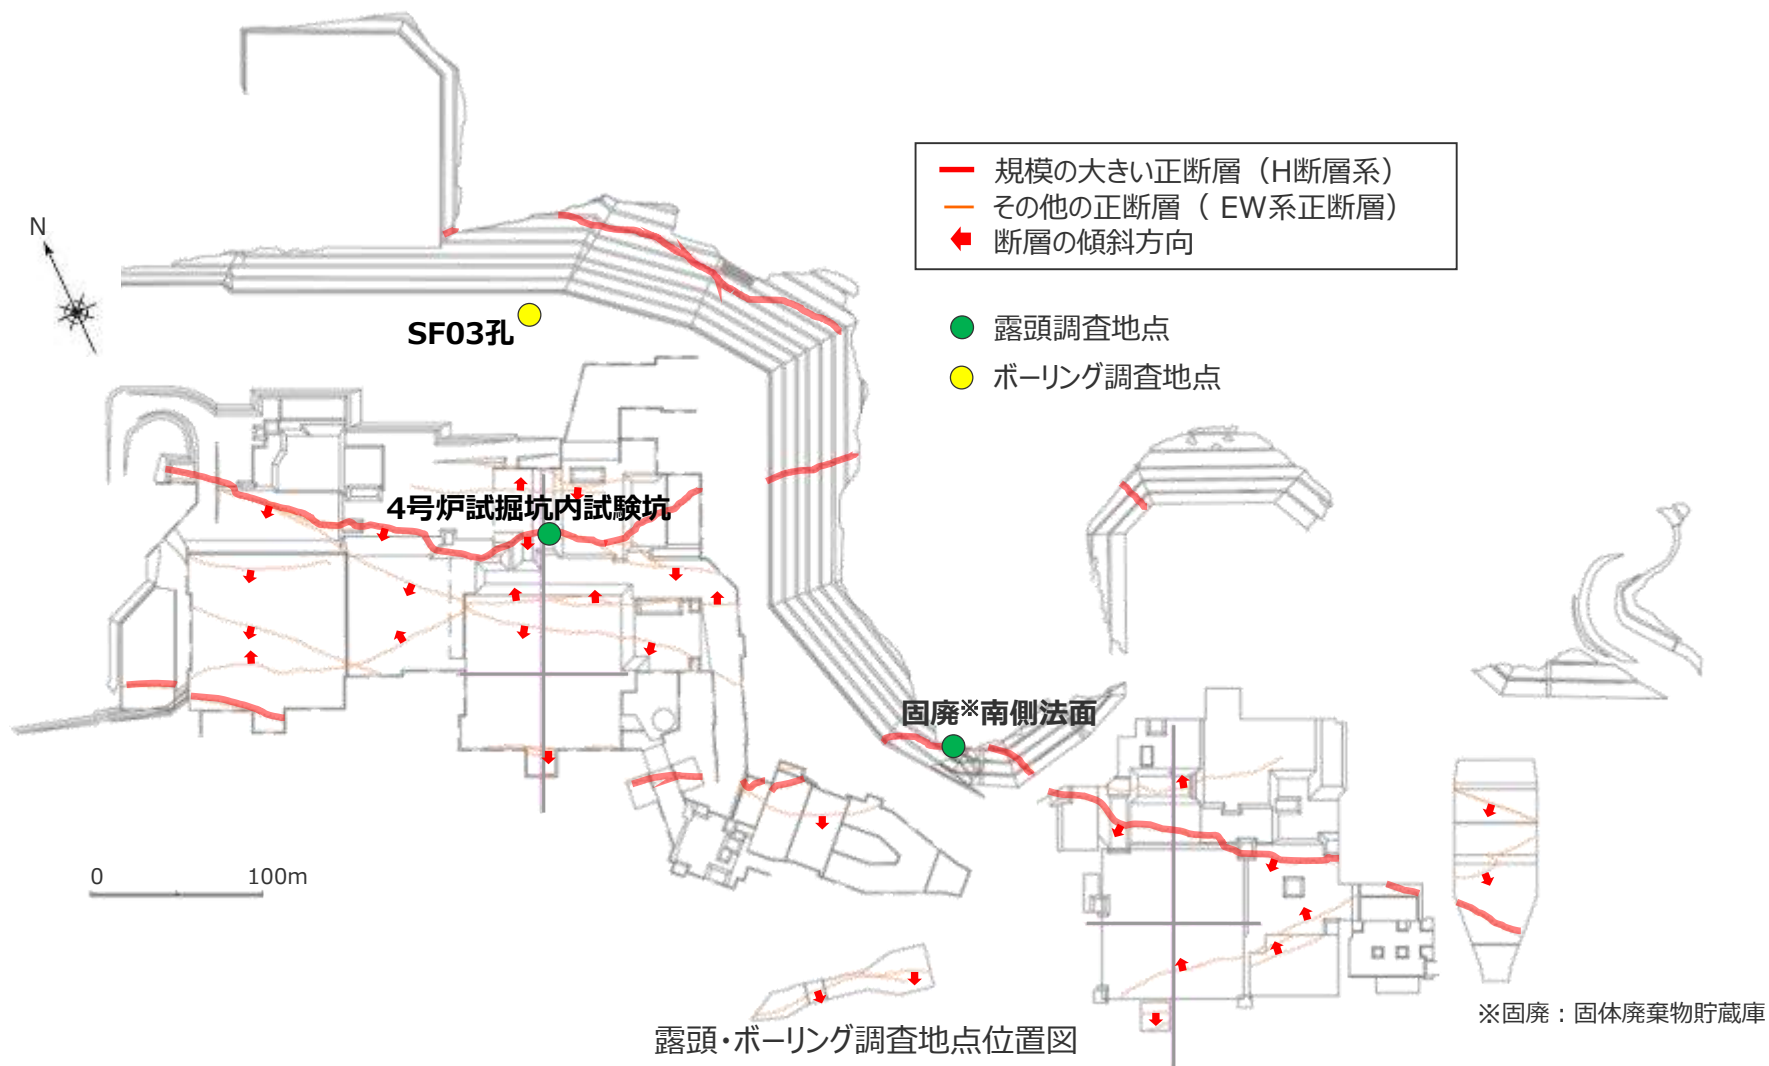 規模の大きい正断層（H断層系）
その他の正断層（ EW系正断層）
断層の傾斜方向
N
SF03孔
露頭調査地点
ボーリング調査地点
4号炉試掘坑内試験坑
固廃※南側法面
0 100m
※固廃：固体廃棄物貯蔵庫
露頭・ボーリング調査地点位置図